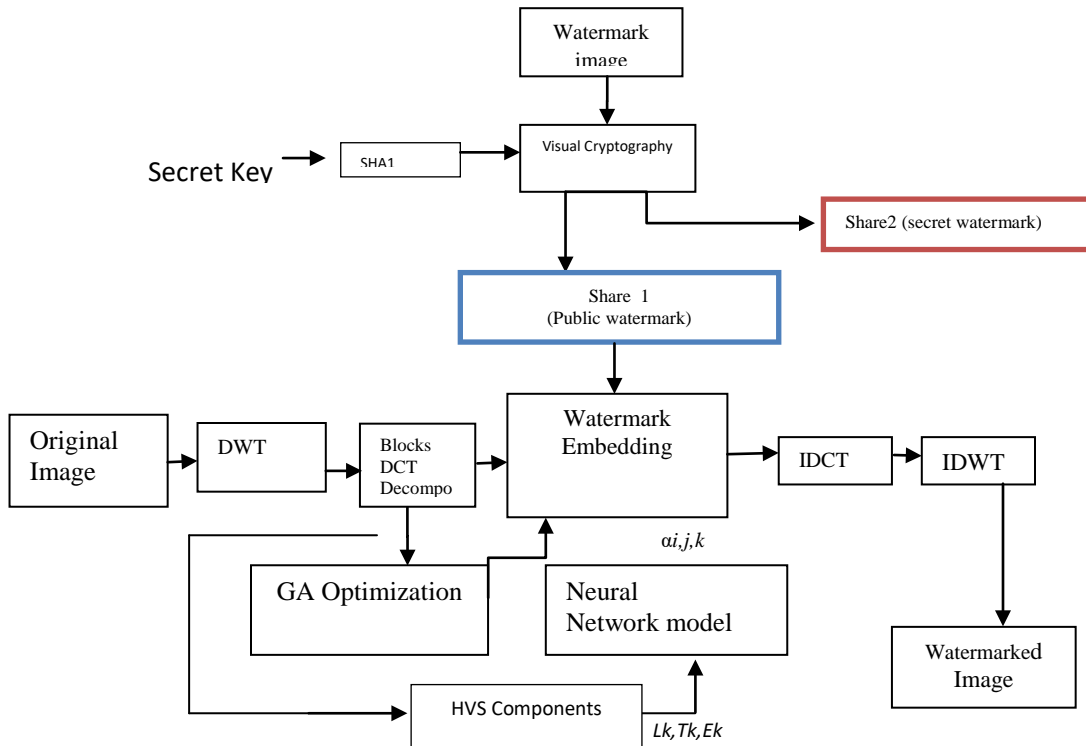 Watermark
image
Visual Cryptography
Secret Key
SHA1
Share2 (secret watermark)
Share 1
(Public watermark)
Original
Image
DWT
Blocks
DCT
Decompo
Watermark
Embedding
IDCT
IDWT
αi,j,k
GA Optimization
Neural
Network model
Watermarked
Image
HVS Components
Lk,Tk,Ek